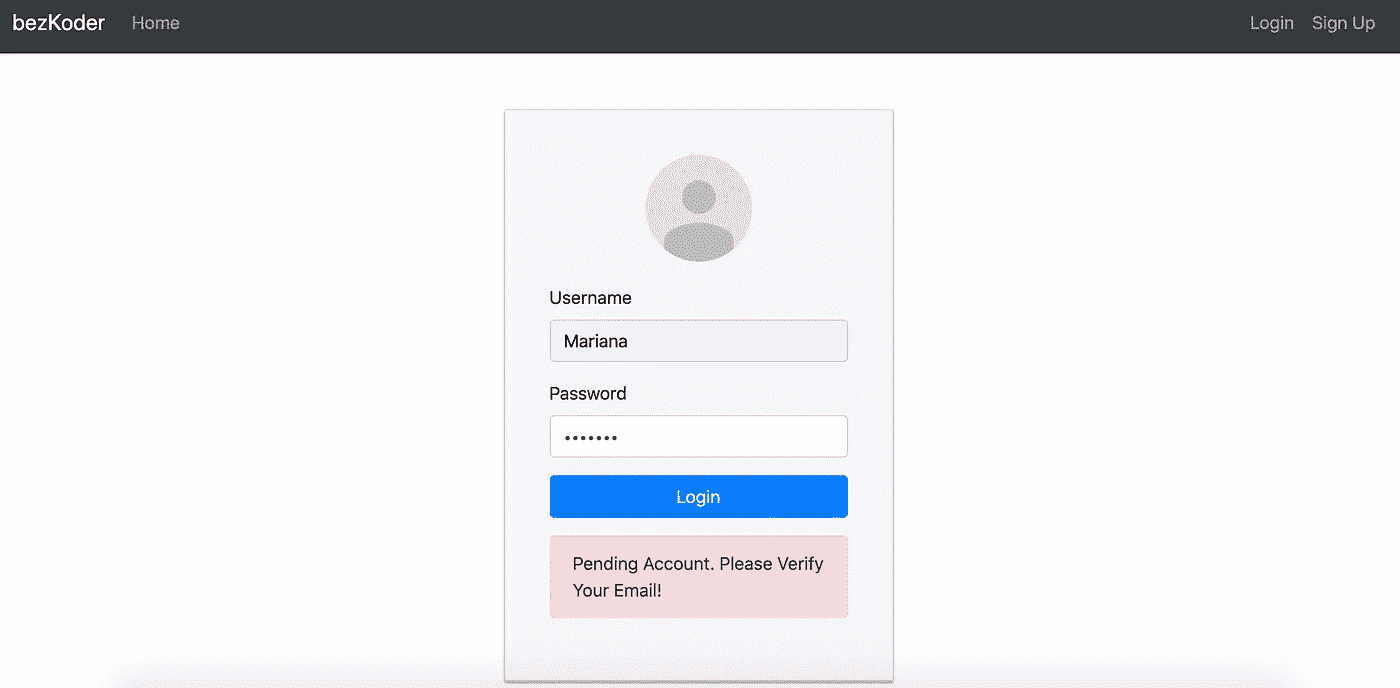 bezKoder Home Login Sign Up
Username
Mariana
Password
•••••••
Login
Pending Account. Please Verify
Your Email!